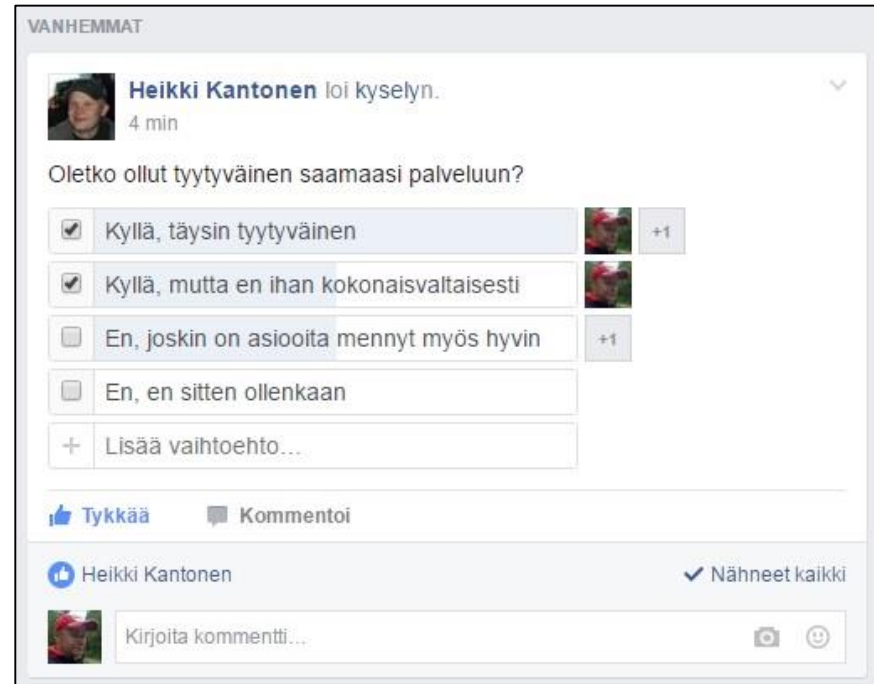 VANHEMMAT
Heikki Kantonen loi kyselyn.
4 min
Oletko ollut tyytyväinen saamaasi palveluun?
Kyllä, täysin tyytyväinen
+1
Kyllä, mutta en ihan kokonaisvaltaisesti
En, joskin on asiooita mennyt myös hyvin
+1
En, en sitten ollenkaan
Lisää vaihtoehto…
Tykkää Kommentoi
Heikki Kantonen Nähneet kaikki
Kirjoita kommentti…